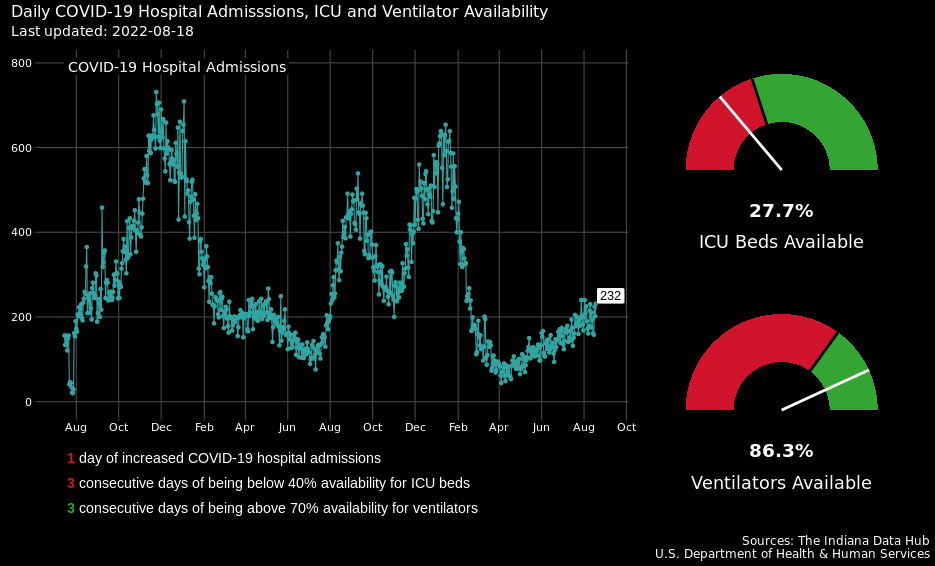 Daily COVID-19 Hospital Admisssions, ICU and Ventilator Availability
Last updated: 2022-08-18
COVID-19 Hospital Admissions
800
600
400
200
0
232
Aug Oct Dec Feb Apr Jun Aug Oct Dec Feb Apr Jun Aug Oct
27.7%
ICU Beds Available
86.3%
Ventilators Available
1 day of increased COVID-19 hospital admissions
3 consecutive days of being below 40% availability for ICU beds
3 consecutive days of being above 70% availability for ventilators
Sources: The Indiana Data Hub
U.S. Department of Health & Human Services